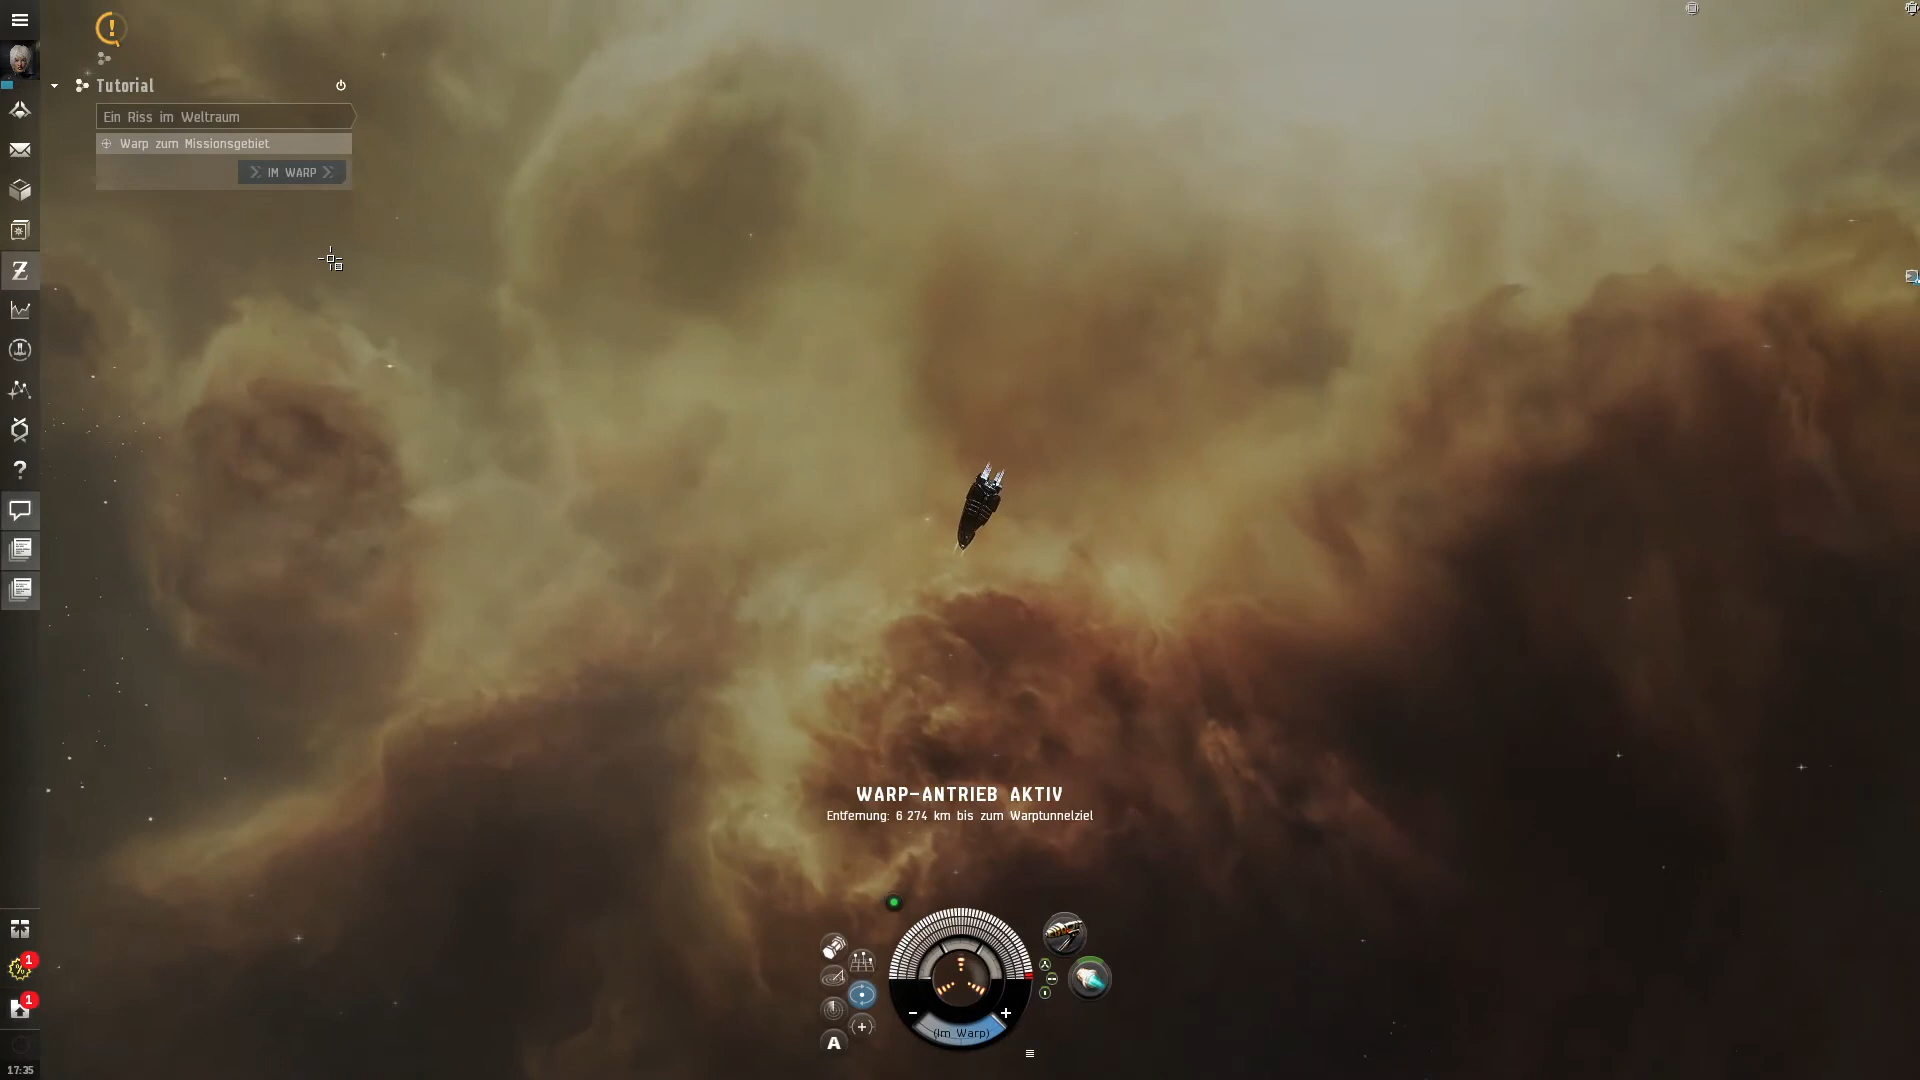 Tutorial
Ein Riss im Weltraum
Warp zum Missionsgebiet
IM WARP
WARP-ANTRIEB AKTIV
Entfernung: 6 274 km bis zum Warptunnelziel
1
1
A
(Im Warp)
17:35